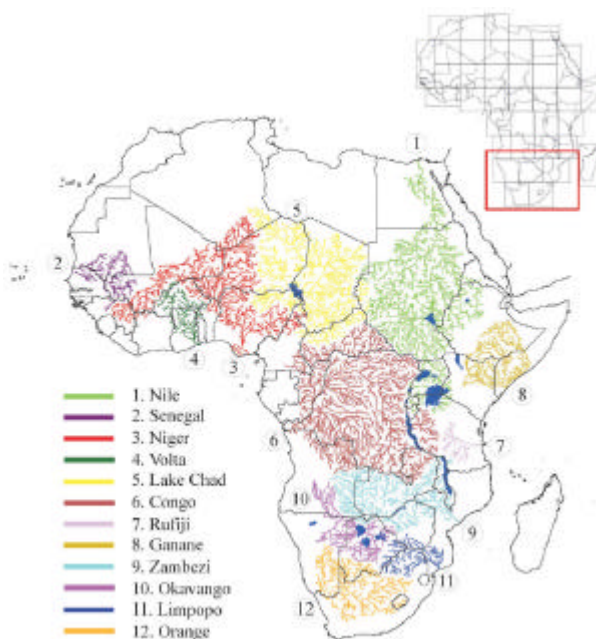 1
5
2
4
3
8
6
7
10
9
11
12
1. Nile
2. Senegal
3. Niger
4. Volta
5. Lake Chad
6. Congo
7. Rufiji
8. Ganane
9. Zambezi
10. Okavango
11. Limpopo
12. Orange